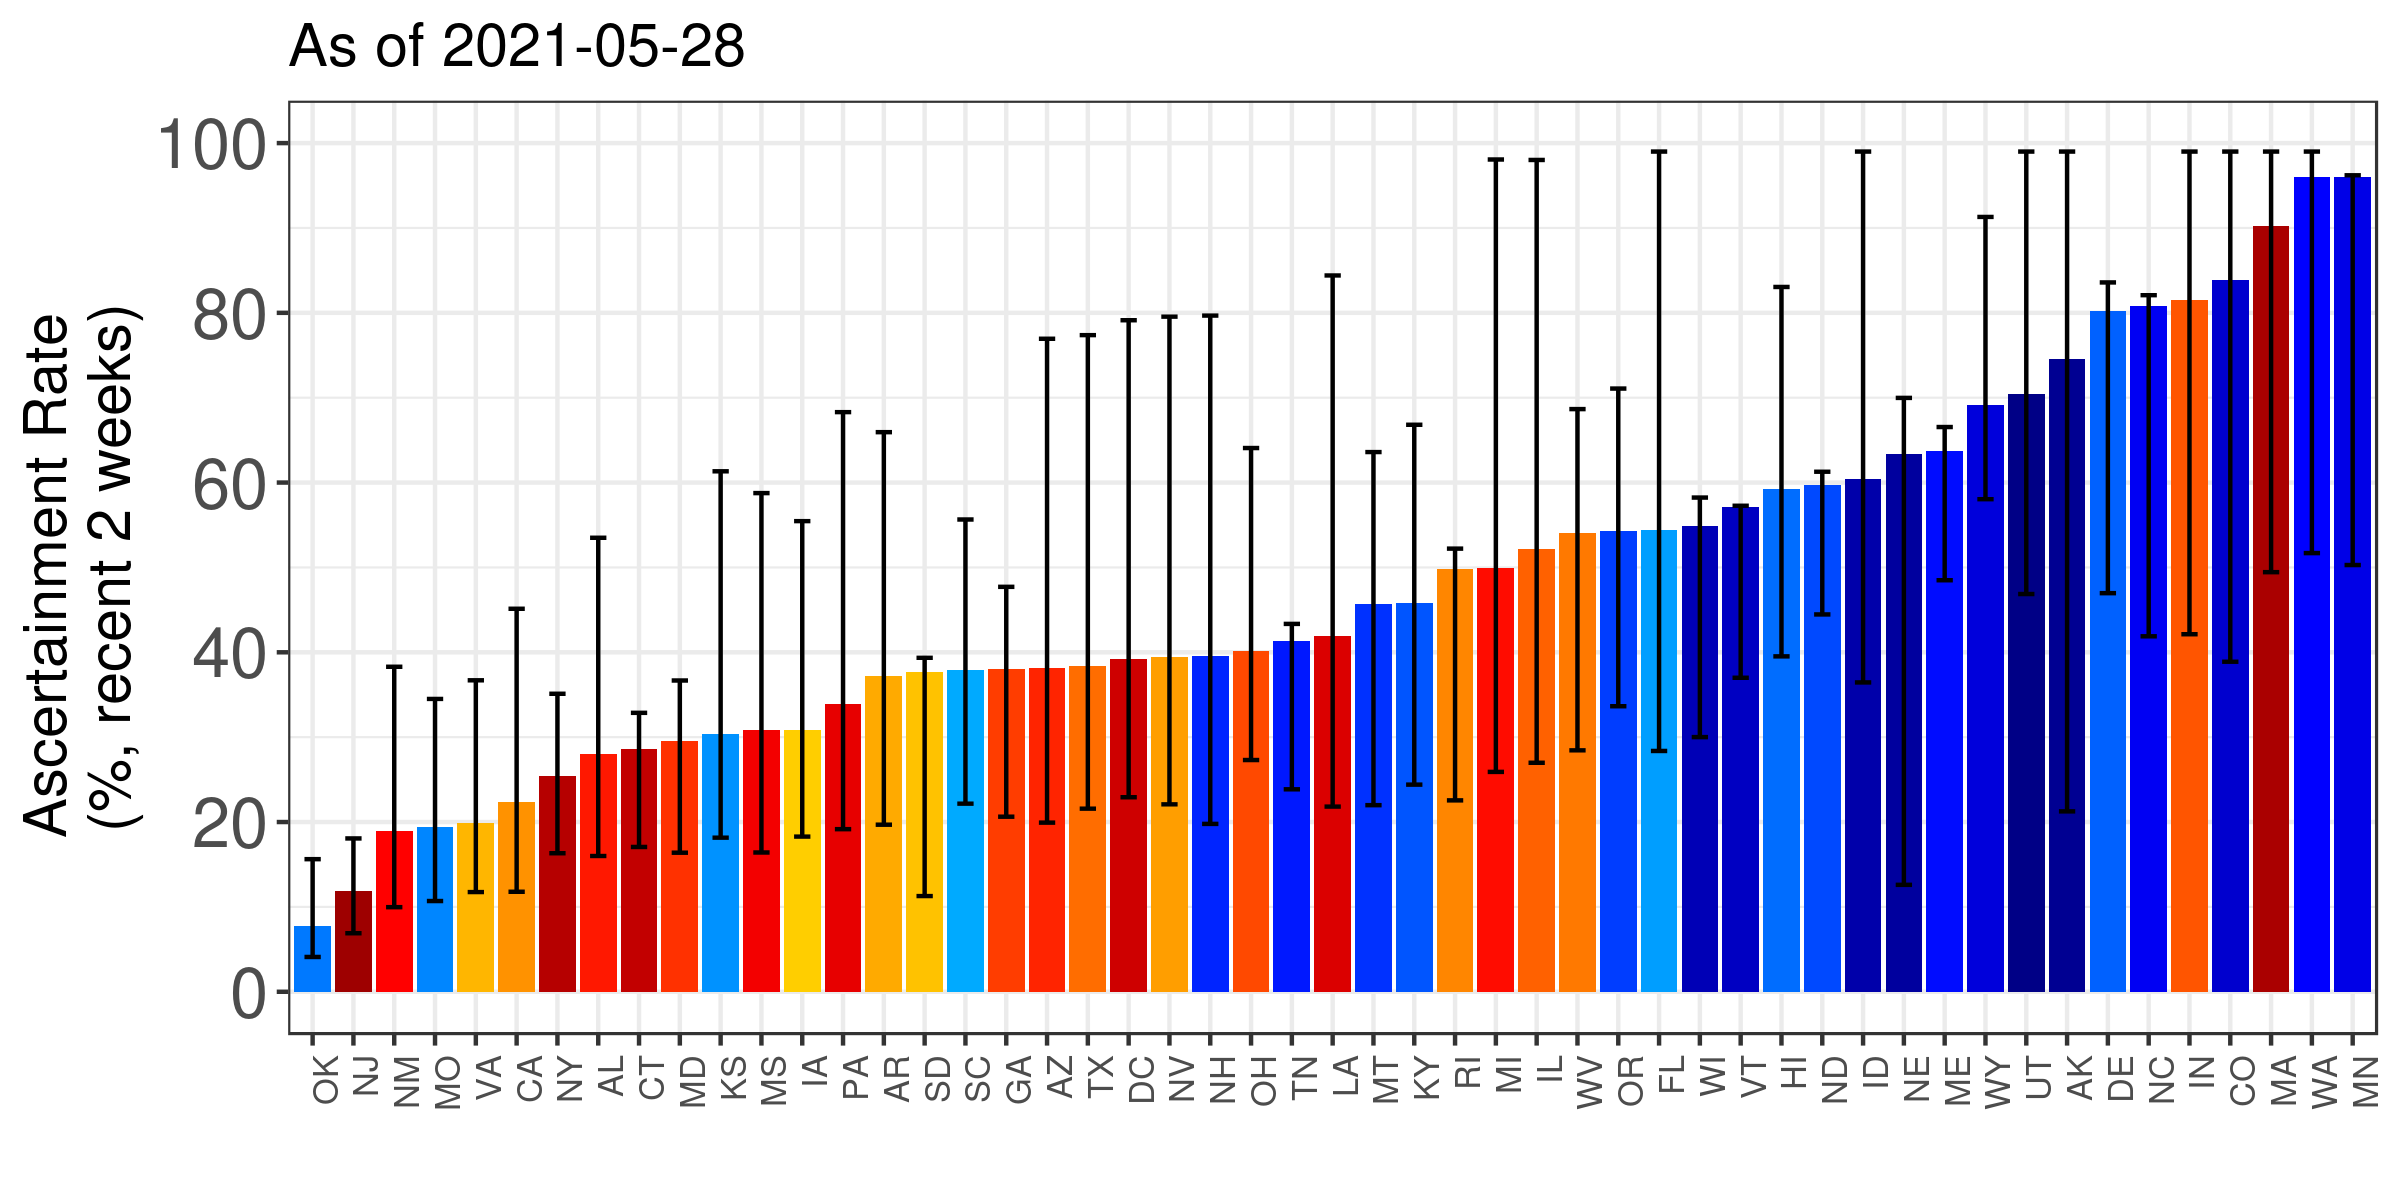 As of 2021-05-28
Ascertainment Rate
(%, recent 2 weeks)
100
80
60
40
20
0
OK NJ NM MO VA CA NY AL CT MD KS MS IA PA AR SD SC GA AZ TX DC NV NH OH TN LA MT KY RI MI IL WV OR FL WI VT HI ND ID NE ME WY UT AK DE NC IN CO MA WA MN